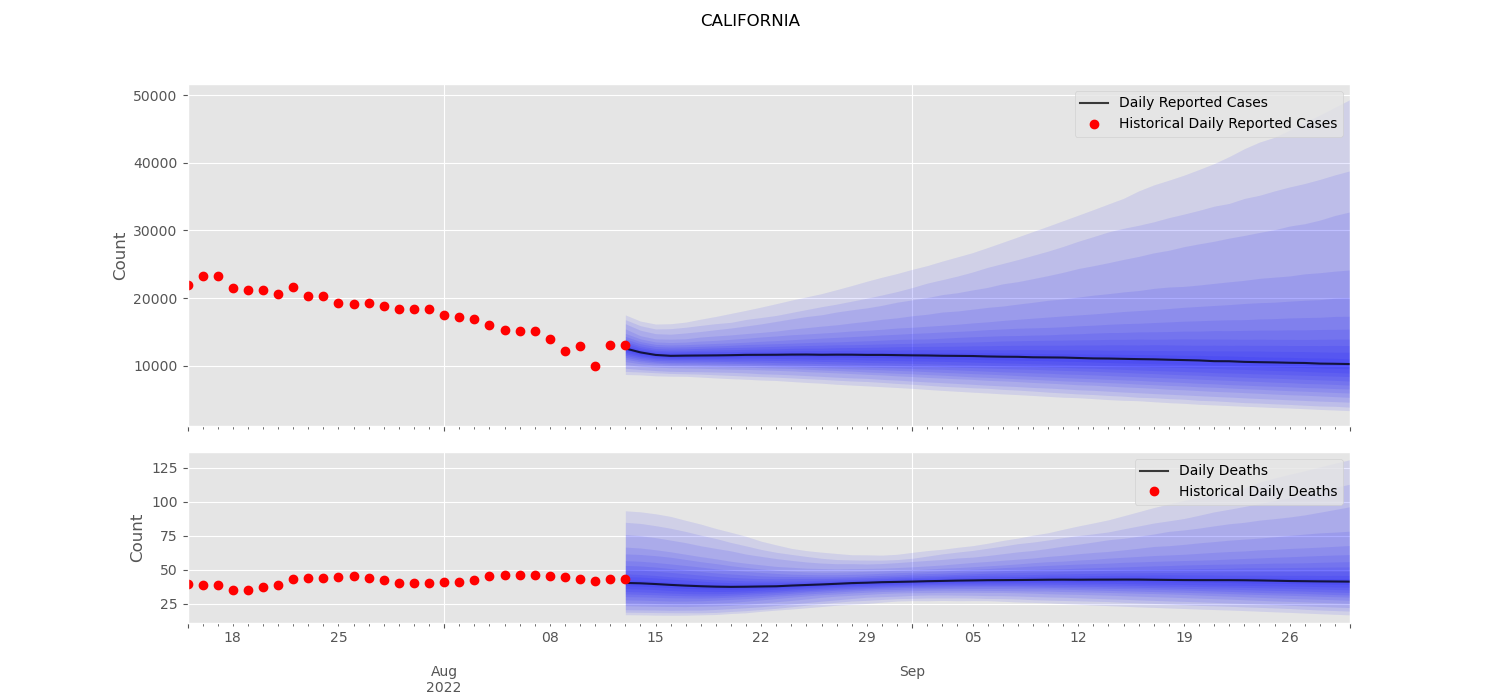 CALIFORNIA
50000
40000
30000
20000
10000
Count
Daily Reported Cases
Historical Daily Reported Cases
125
100
75
50
25
Count
Daily Deaths
Historical Daily Deaths
18 25 08 15 22 29 05 12 19 26
Aug Sep
2022